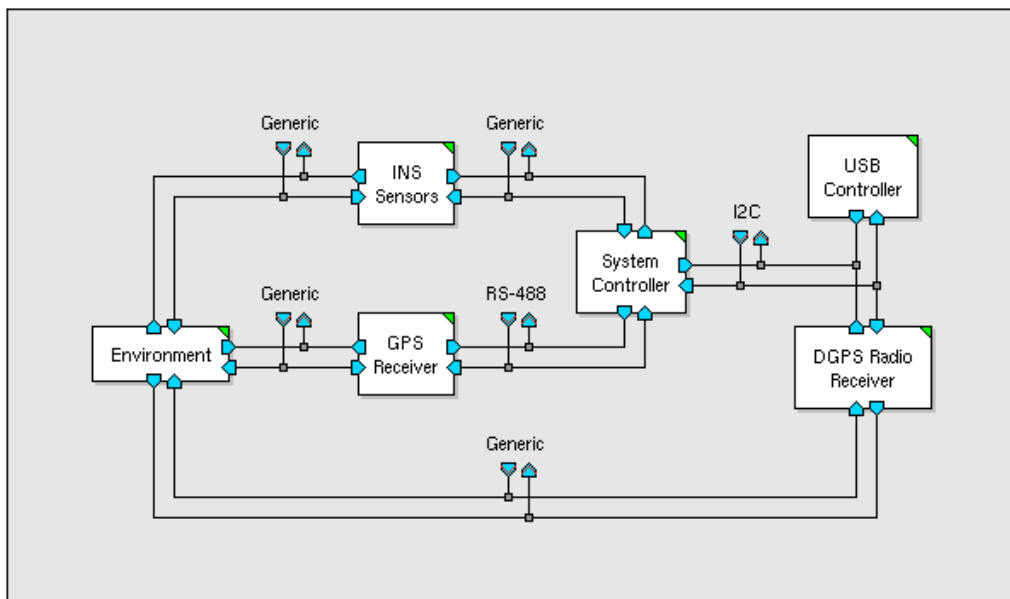 Generic
Generic
INS
Sensors
USB
Controller
I2C
System
Controller
Generic
RS-488
Environment
GPS
Receiver
DGPS Radio
Receiver
Generic